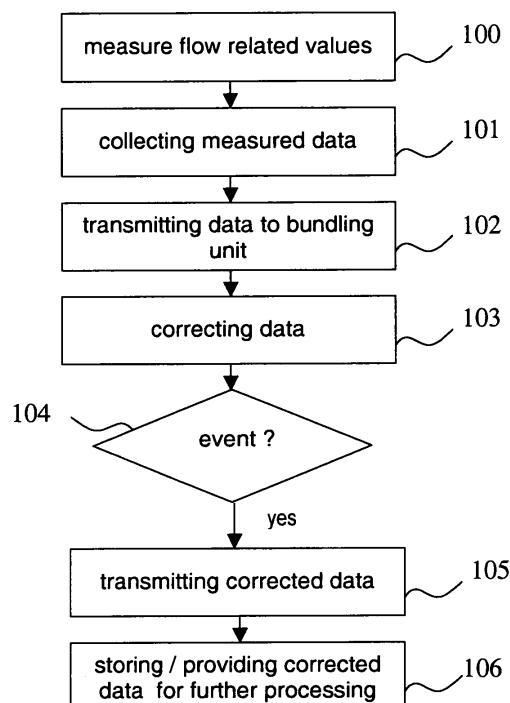 measure flow related values
100
collecting measured data
101
transmitting data to bundling
unit
102
correcting data
103
104
event ?
yes
transmitting corrected data
105
storing / providing corrected
data for further processing
106